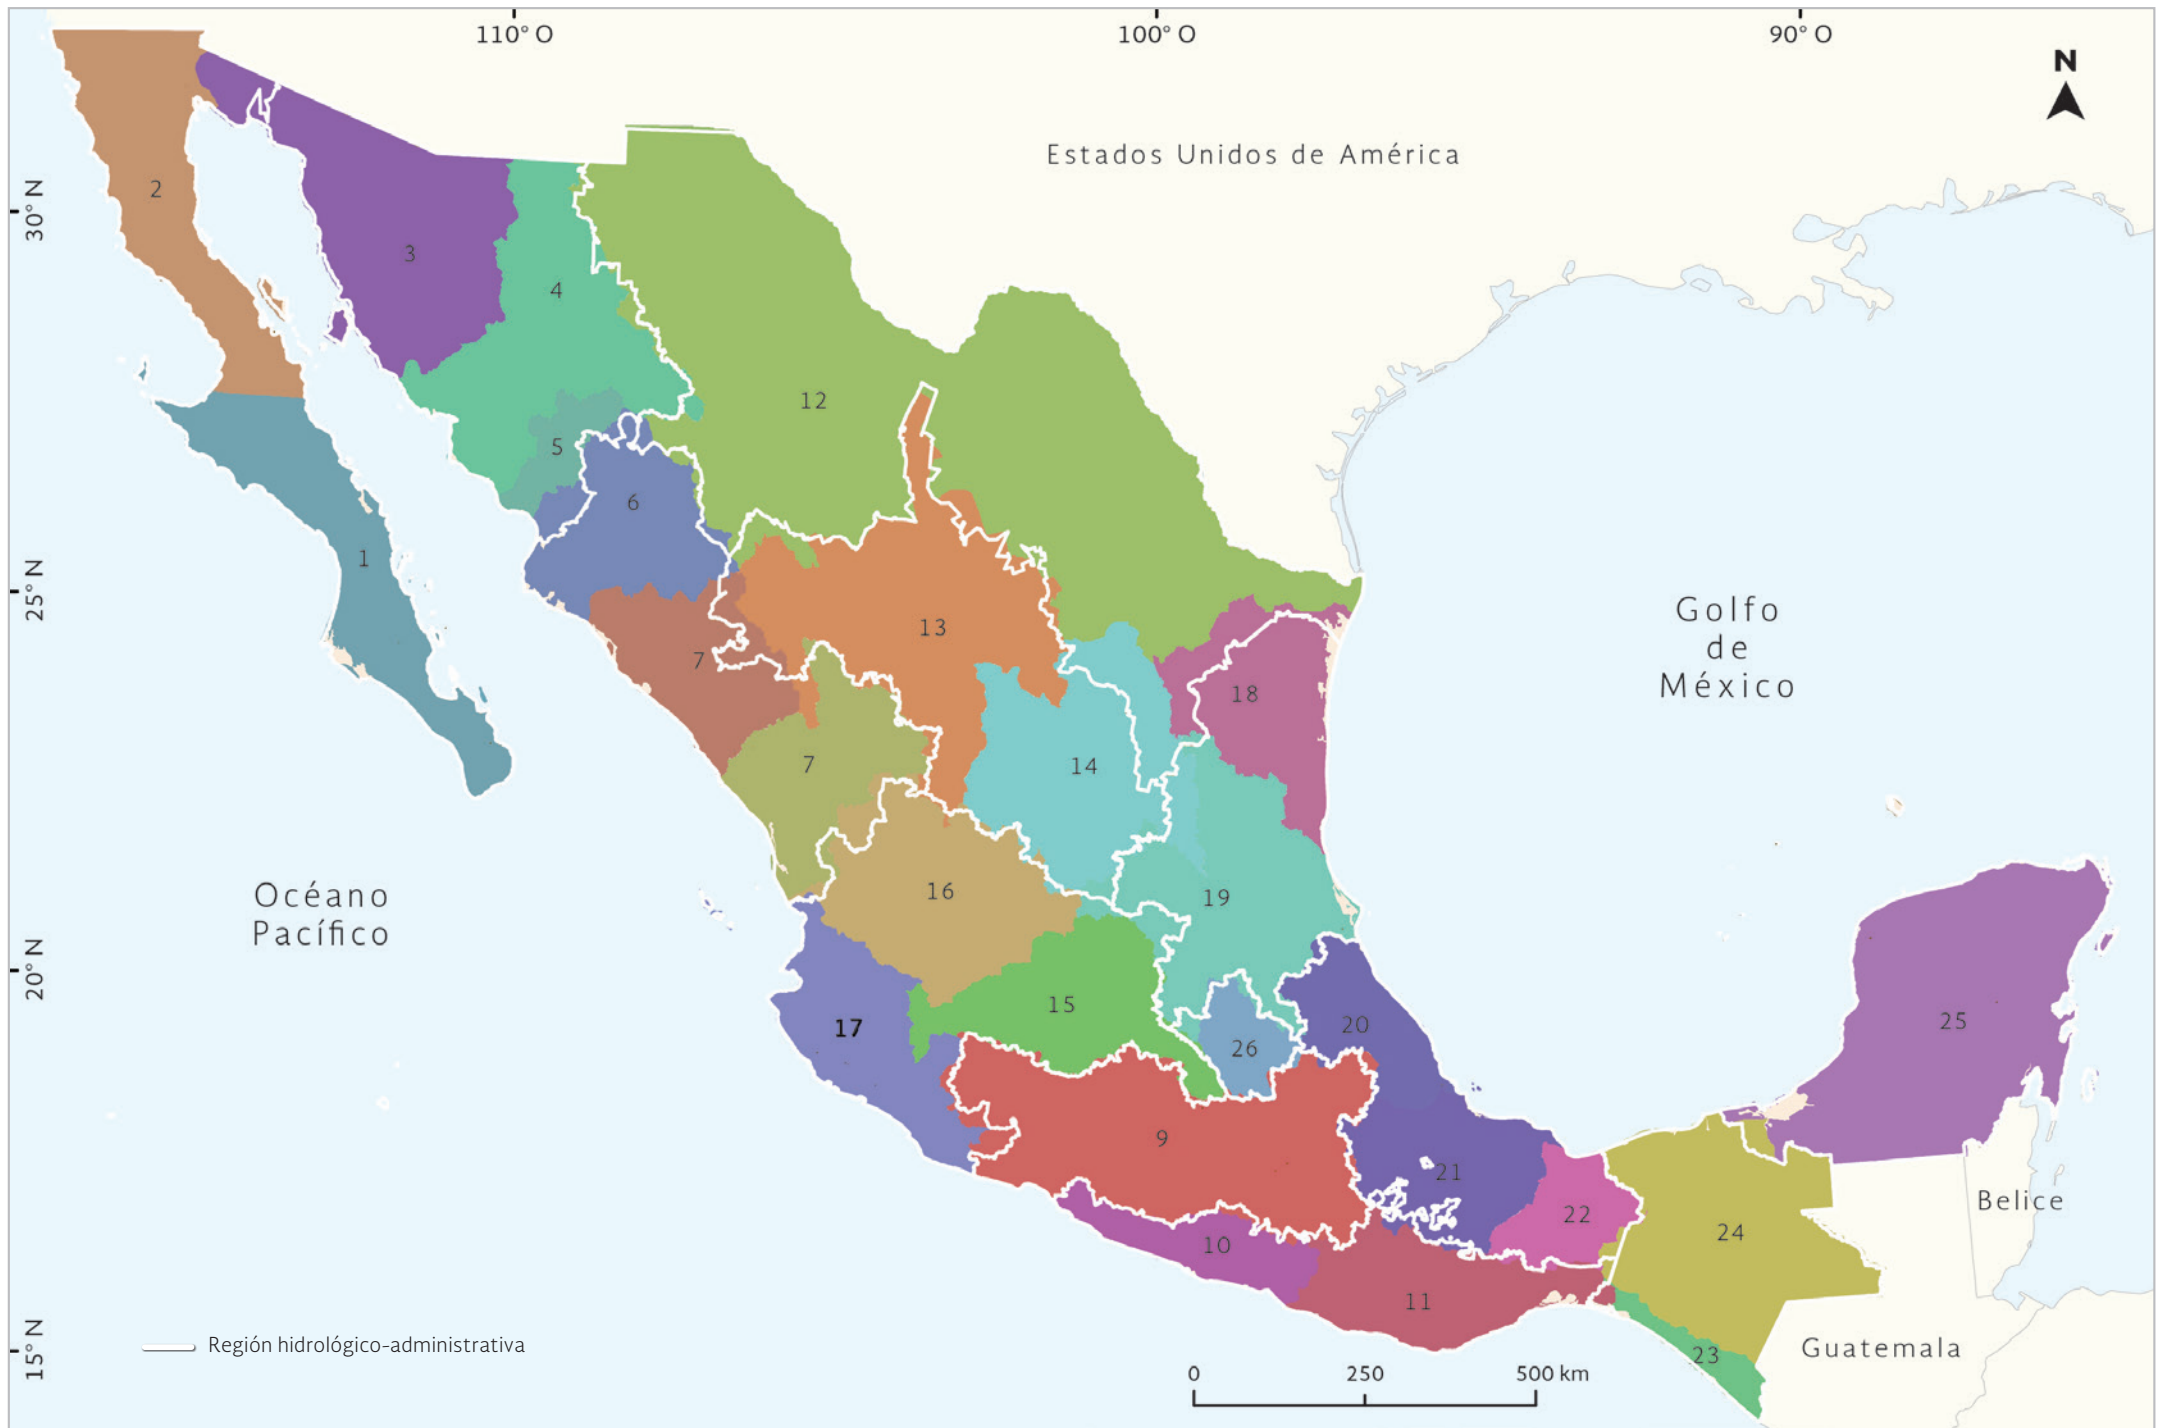 110° O
100° O
90° O
N
Estados Unidos de América
30° N
2
3
4
12
5
6
1
25° N
13
7
18
7
14
Golfo
de
México
16
19
Océano
Pacífico
20° N
15
17
26
20
25
9
21
22
10
24
11
23
Belice
Guatemala
15° N
Región hidrológico-administrativa
0
250
500 km